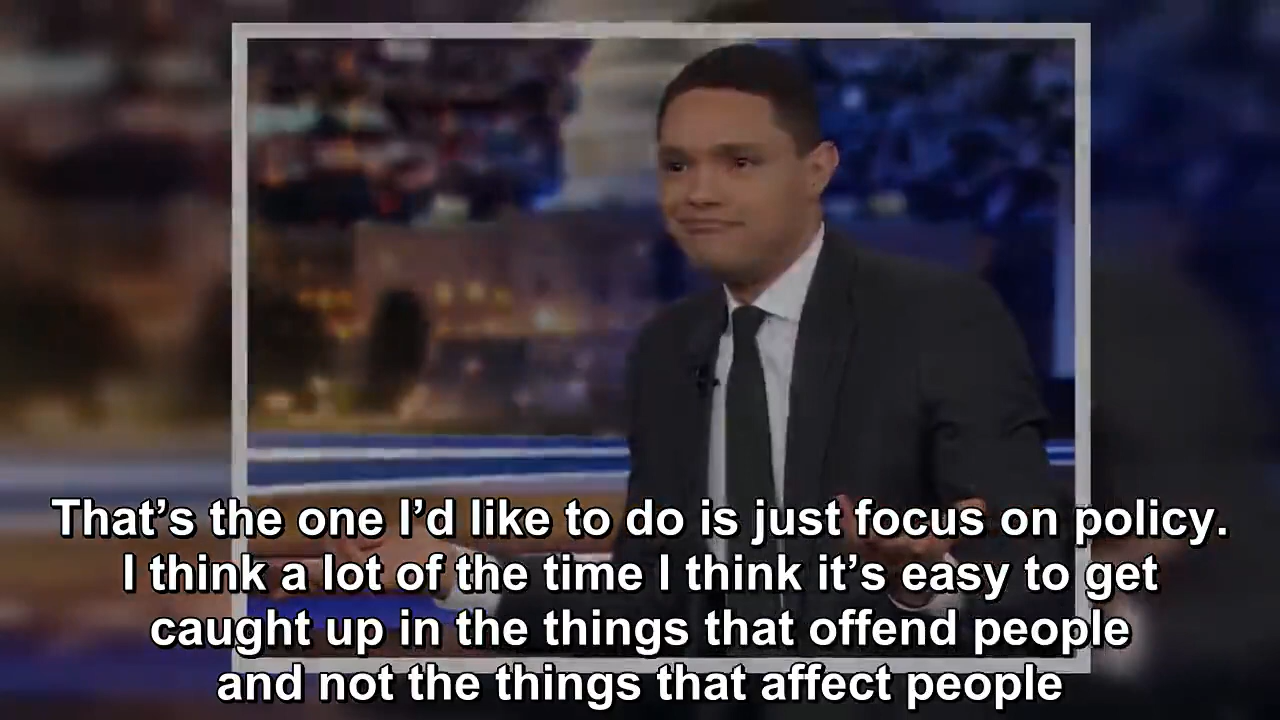 That’s the one I’d like to do is just focus on policy.
I think a lot of the time I think it’s easy to get
caught up in the things that offend people
and not the things that affect people